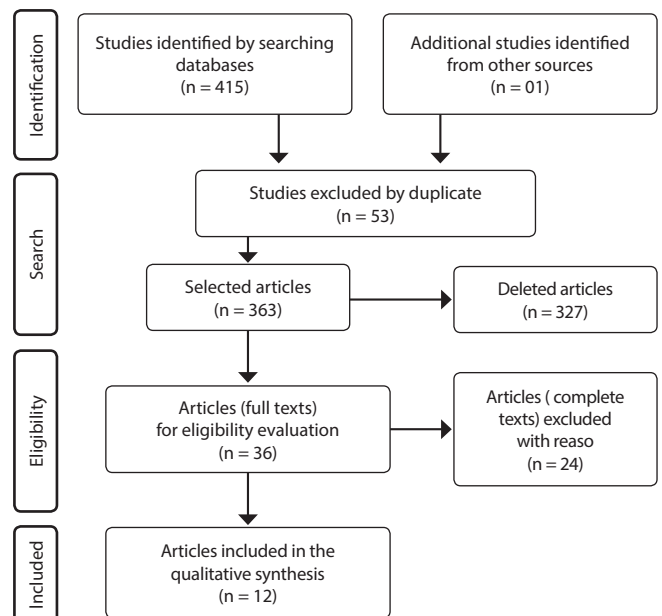 Identification
Studies identified by searching
databases
(n = 415)
Additional studies identified
from other sources
(n = 01)
Search
Studies excluded by duplicate
(n = 53)
Selected articles
(n = 363)
Deleted articles
(n = 327)
Eligibility
Articles (full texts)
for eligibility evaluation
(n = 36)
Articles ( complete
texts) excluded
with reaso
(n = 24)
Included
Articles included in the
qualitative synthesis
(n = 12)